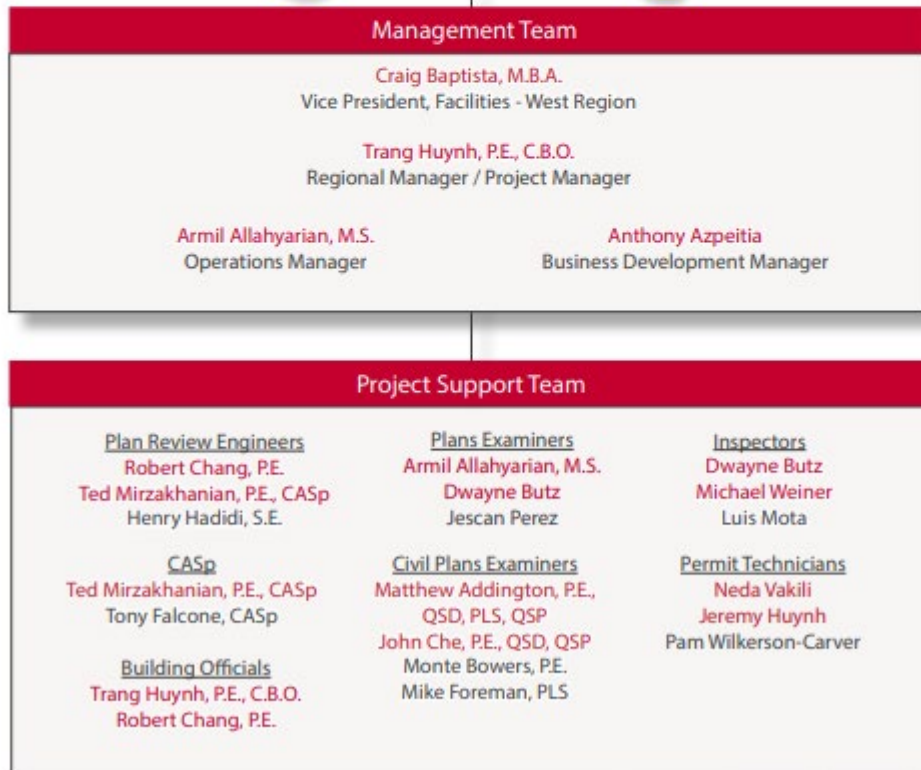 Management Team
Craig Baptista, M.B.A.
Vice President, Facilities - West Region
Trang Huynh, P.E., C.B.O.
Regional Manager / Project Manager
Armil Allahyarian, M.S.
Operations Manager
Anthony Azpeitia
Business Development Manager
Project Support Team
Plan Review Engineers
Robert Chang, P.E.
Ted Mirzakhanian, P.E., CASp
Henry Hadidi, S.E.
CASp
Ted Mirzakhanian, P.E., CASp
Tony Falcone, CASp
Building Officials
Trang Huynh, P.E., C.B.O.
Robert Chang, P.E.
Plans Examiners
Armil Allahyarian, M.S.
Dwayne Butz
Jescan Perez
Civil Plans Examiners
Matthew Addington, P.E.,
QSD, PLS, QSP
John Che, P.E., QSD, QSP
Monte Bowers, P.E.
Mike Foreman, PLS
Inspectors
Dwayne Butz
Michael Weiner
Luis Mota
Permit Technicians
Neda Vakili
Jeremy Huynh
Pam Wilkerson-Carver